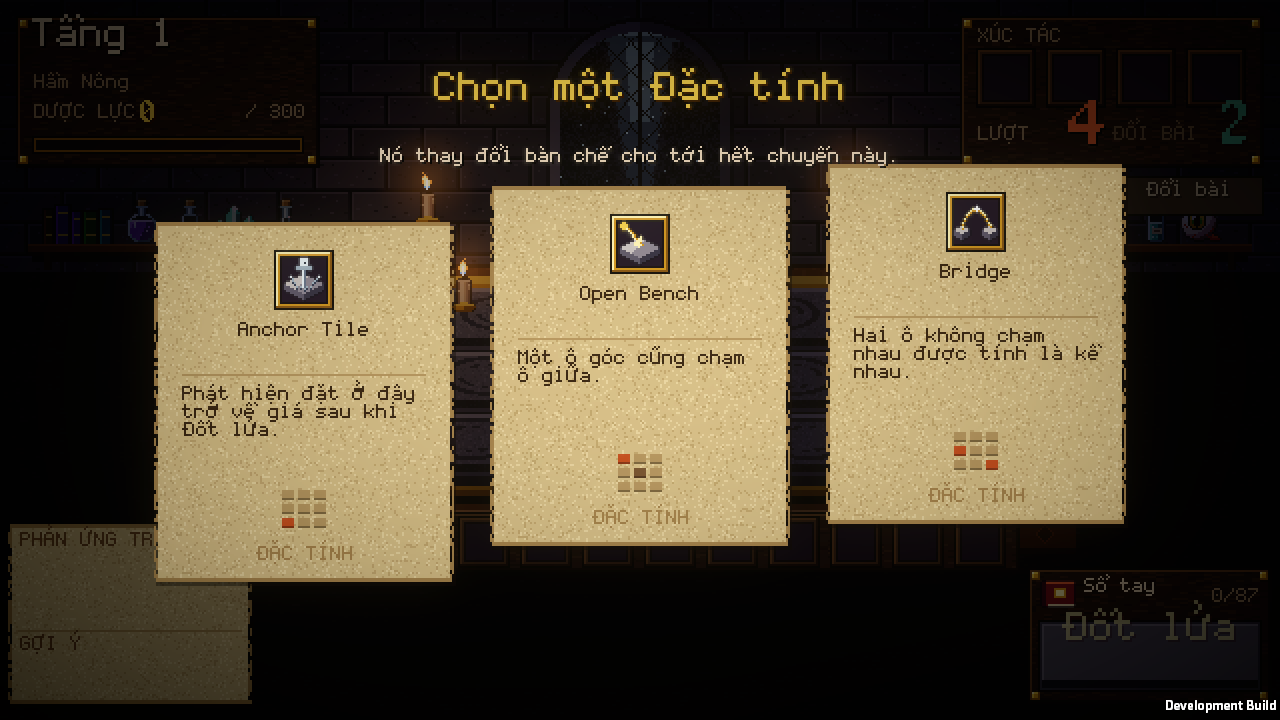 Tầng 1
Hầm Nông
DƯỢC LỰC 0 / 300
Chọn một Đặc tính
Nó thay đổi bàn chế cho tới hết chuyến này.
XÚC TÁC
LƯỢT 4 ĐỔI BÀI 2
Đổi bài
Anchor Tile
Phát hiện đặt ở đây
trở về giá sau khi
Đốt lửa.
ĐẶC TÍNH
Open Bench
Một ô góc cũng chạm
ô giữa.
ĐẶC TÍNH
Bridge
Hai ô không chạm
nhau được tính là kề
nhau.
ĐẶC TÍNH
PHẢN ỨNG TR
GỢI Ý
Sổ tay
0/87
Đốt lửa
Development Build